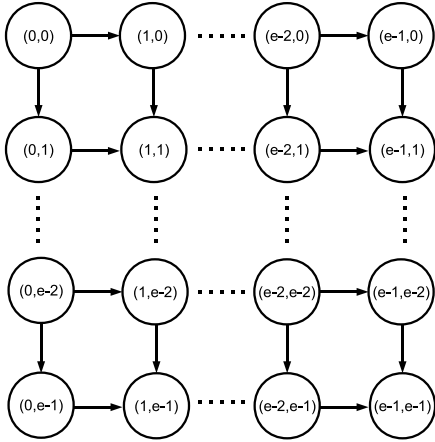 (0,0) (1,0) (e-2,0) (e-1,0)
(0,1) (1,1) (e-2,1) (e-1,1)
(0,e-2) (1,e-2) (e-2,e-2) (e-1,e-2)
(0,e-1) (1,e-1) (e-2,e-1) (e-1,e-1)